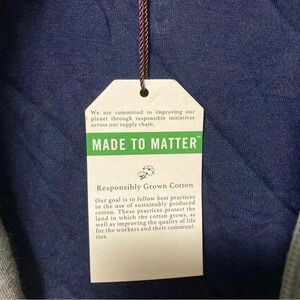 We are committed to improving our
planet through responsible initiatives
across our supply chain.
MADE TO MATTER™
Responsibly Grown Cotton
Our goal is to follow best practices
in the use of sustainably produced
cotton. These practices protect the
land in which the cotton grows, as
well as improving the quality of life
for the workers and their communi-
ties.